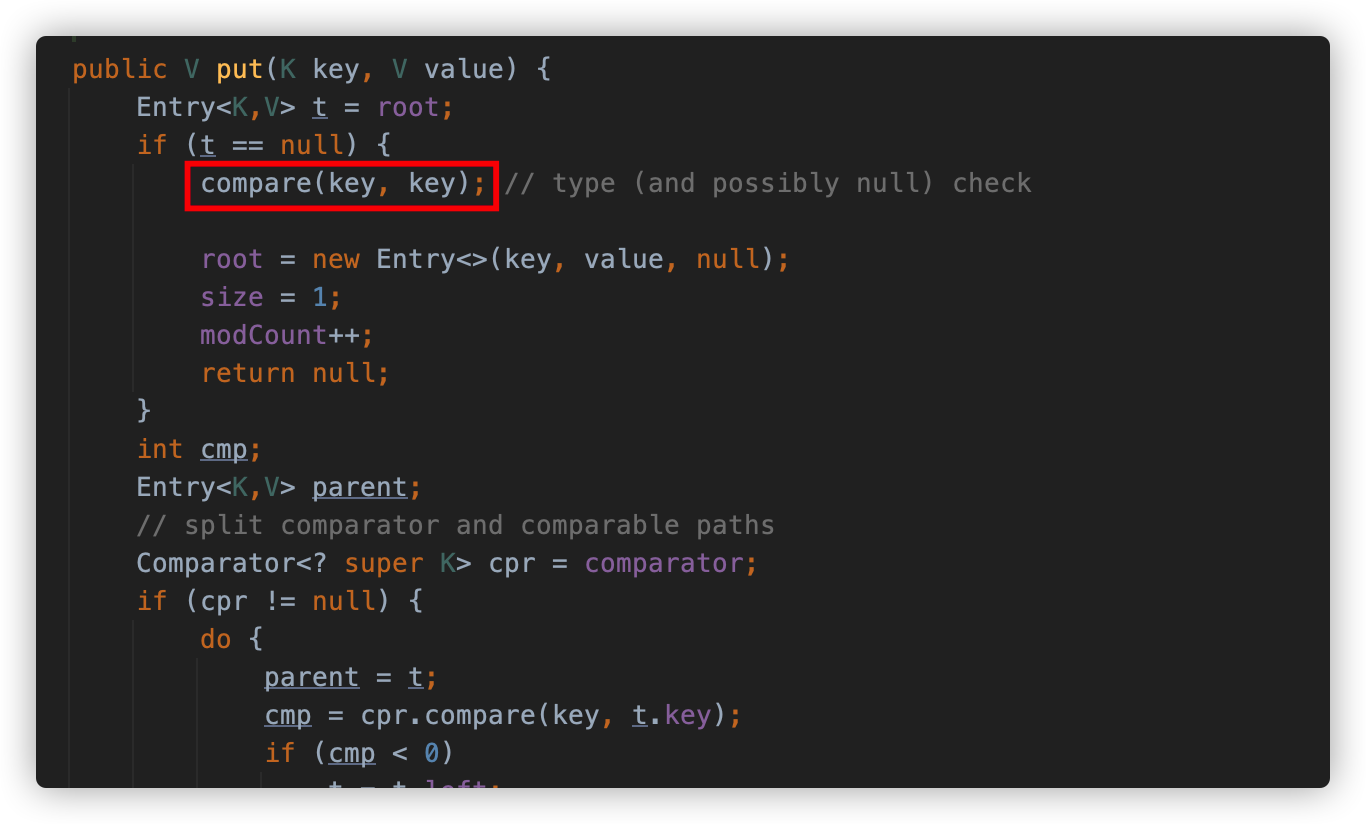 public V put(K key, V value) {
Entry<K,V> t = root;
if (t == null) {
compare(key, key); // type (and possibly null) check
root = new Entry<>(key, value, null);
size = 1;
modCount++;
return null;
}
int cmp;
Entry<K,V> parent;
// split comparator and comparable paths
Comparator<? super K> cpr = comparator;
if (cpr != null) {
do {
parent = t;
cmp = cpr.compare(key, t.key);
if (cmp < 0)
t = t.left;